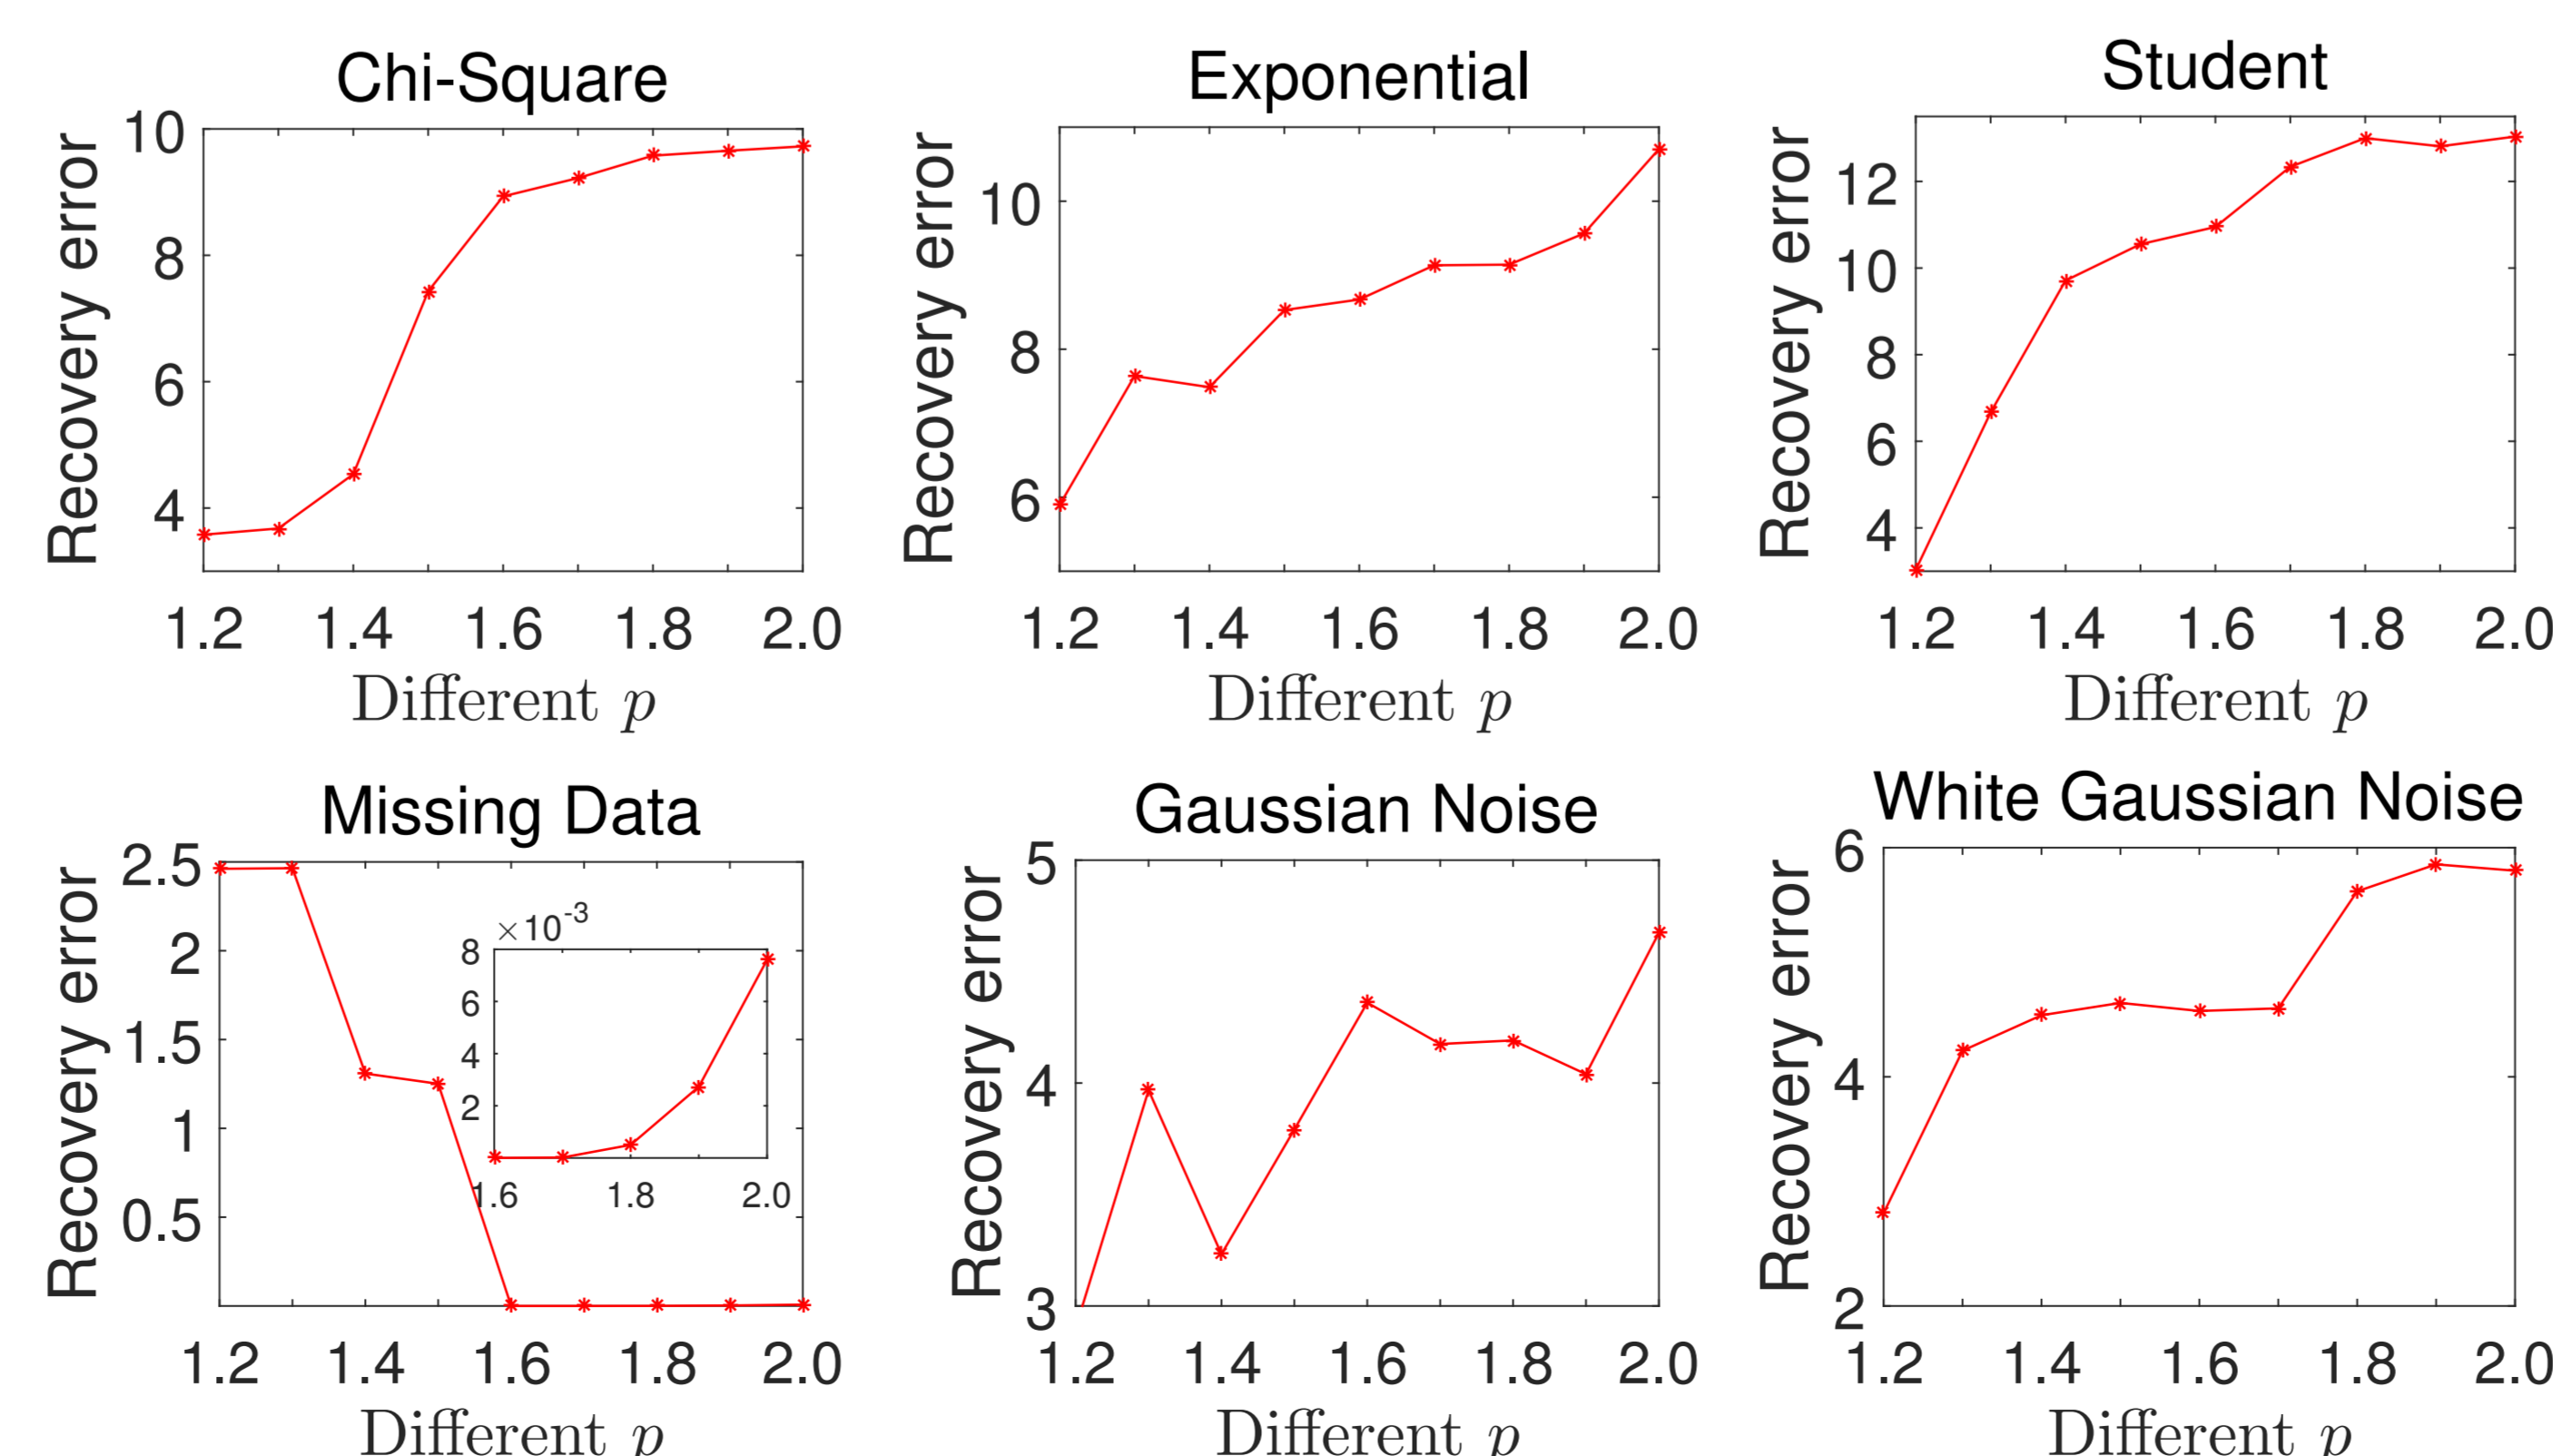 Chi-Square
Recovery error
10
8
6
4
1.2 1.4 1.6 1.8 2.0
Different p
Exponential
Recovery error
10
8
6
1.2 1.4 1.6 1.8 2.0
Different p
Student
Recovery error
12
10
8
6
4
1.2 1.4 1.6 1.8 2.0
Different p
Missing Data
Recovery error
2.5
2
1.5
1
0.5
×10-3
8
6
4
2
1.6 1.8 2.0
1.2 1.4 1.6 1.8 2.0
Different p
Gaussian Noise
Recovery error
5
4
3
1.2 1.4 1.6 1.8 2.0
Different p
White Gaussian Noise
Recovery error
6
4
2
1.2 1.4 1.6 1.8 2.0
Different p